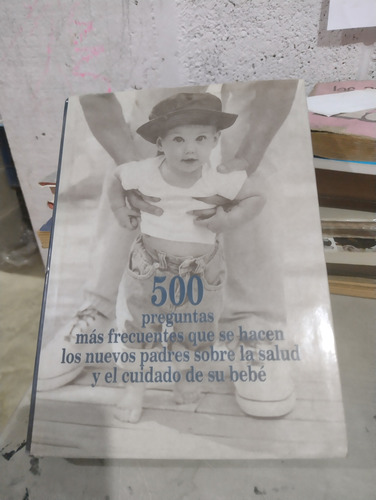 500
preguntas
más frecuentes que se hacen
los nuevos padres sobre la salud
y el cuidado de su bebé